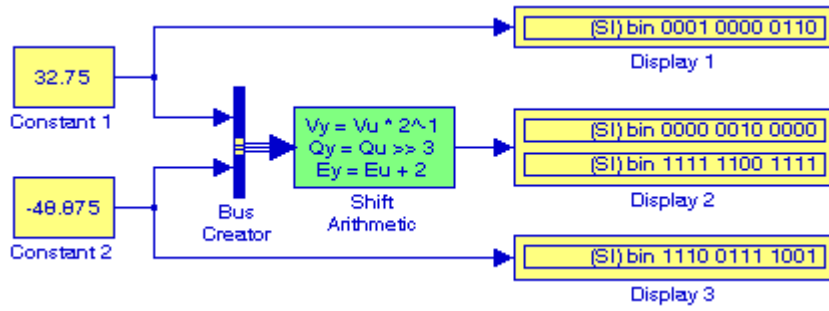 (SI) bin 0001 0000 0110
Display 1
32.75
Constant 1
Vy = Vu * 2^-1
Qy = Qu >> 3
Ey = Eu + 2
Shift
Arithmetic
Bus
Creator
(SI) bin 0000 0010 0000
(SI) bin 1111 1100 1111
Display 2
-48.875
Constant 2
(SI) bin 1110 0111 1001
Display 3